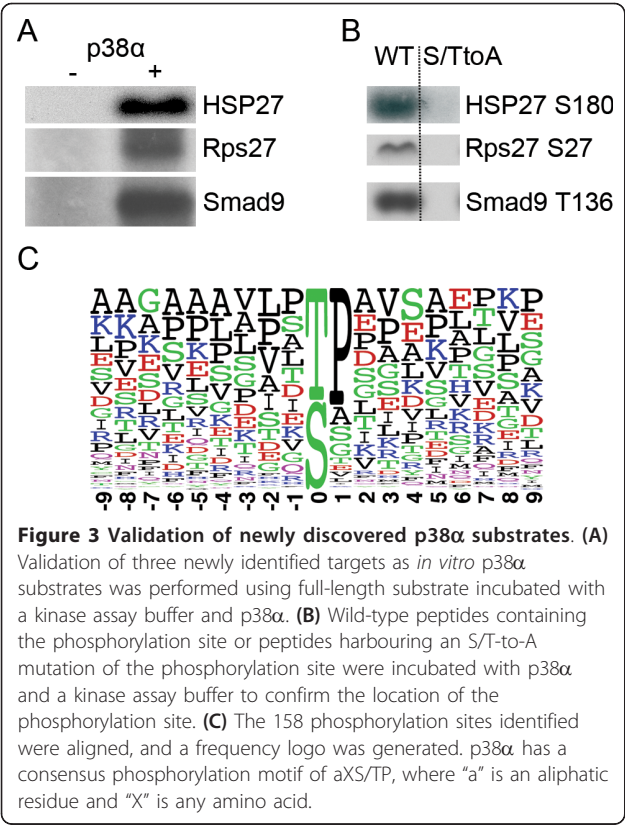 A
p38α
- +
HSP27
Rps27
Smad9
B
WT S/TtoA
HSP27 S180
Rps27 S27
Smad9 T136
C
A A G A A A V L P T P A V S A E P K P
-9 -8 -7 -6 -5 -4 -3 -2 -1 0 1 2 3 4 5 6 7 8 9
Figure 3 Validation of newly discovered p38α substrates. (A)
Validation of three newly identified targets as in vitro p38α
substrates was performed using full-length substrate incubated with
a kinase assay buffer and p38α. (B) Wild-type peptides containing
the phosphorylation site or peptides harbouring an S/T-to-A
mutation of the phosphorylation site were incubated with p38α
and a kinase assay buffer to confirm the location of the
phosphorylation site. (C) The 158 phosphorylation sites identified
were aligned, and a frequency logo was generated. p38α has a
consensus phosphorylation motif of aXS/TP, where “a” is an aliphatic
residue and “X” is any amino acid.